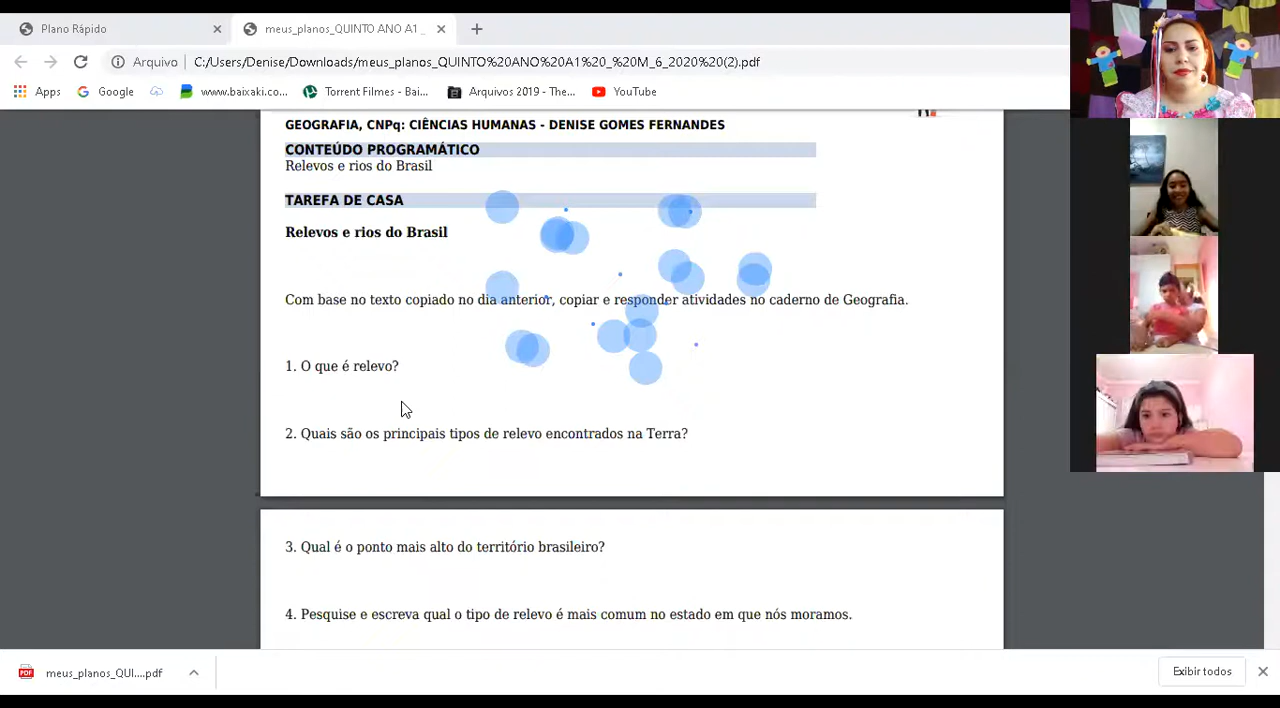 Plano Rápido
meus_planos_QUINTO ANO A1 _
Arquivo
C:/Users/Denise/Downloads/meus_planos_QUINTO%20ANO%20A1%20_%20M_6_2020%20(2).pdf
Apps
Google
www.baixaki.co...
Torrent Filmes - Bai...
Arquivos 2019 - The...
YouTube
GEOGRAFIA, CNPq: CIÊNCIAS HUMANAS - DENISE GOMES FERNANDES
CONTEÚDO PROGRAMÁTICO
Relevos e rios do Brasil
TAREFA DE CASA
Relevos e rios do Brasil
Com base no texto copiado no dia anterior, copiar e responder atividades no caderno de Geografia.
1. O que é relevo?
2. Quais são os principais tipos de relevo encontrados na Terra?
3. Qual é o ponto mais alto do território brasileiro?
4. Pesquise e escreva qual o tipo de relevo é mais comum no estado em que nós moramos.
PDF
meus_planos_QUI....pdf
Exibir todos